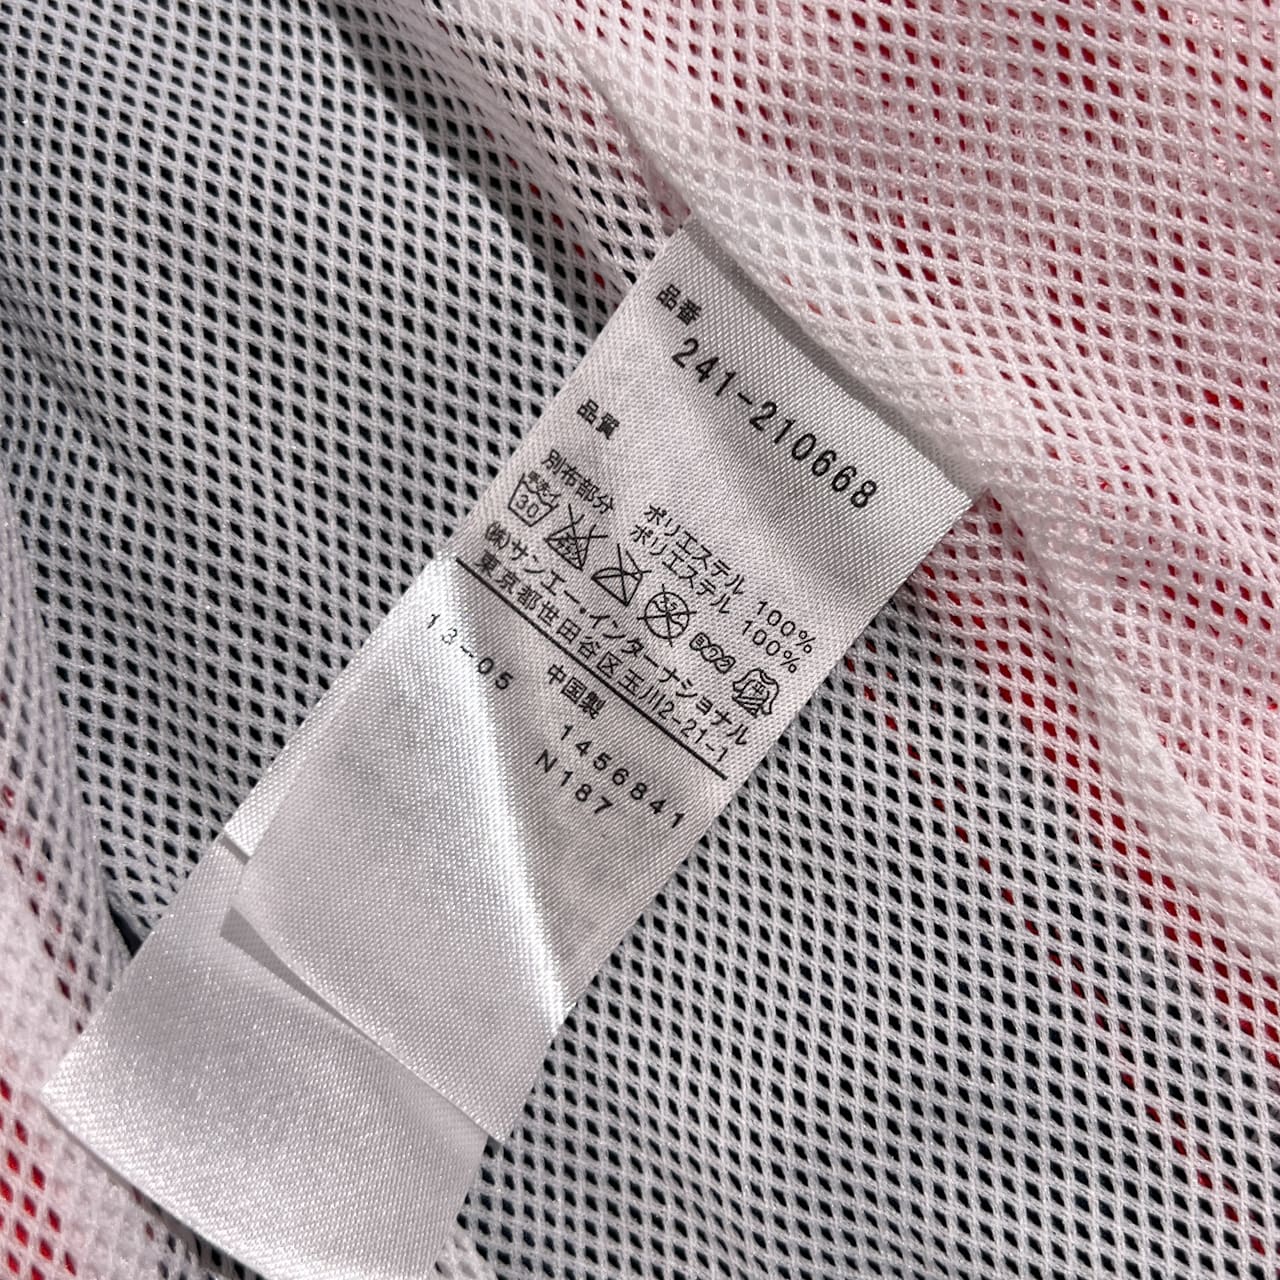 品番
241-210668
品質
ポリエステル 100%
別布部分 ポリエステル 100%
手洗イ 30
(株)サンエー・インターナショナル
東京都世田谷区玉川2-21-1
13-05 中国製 1456841
N187